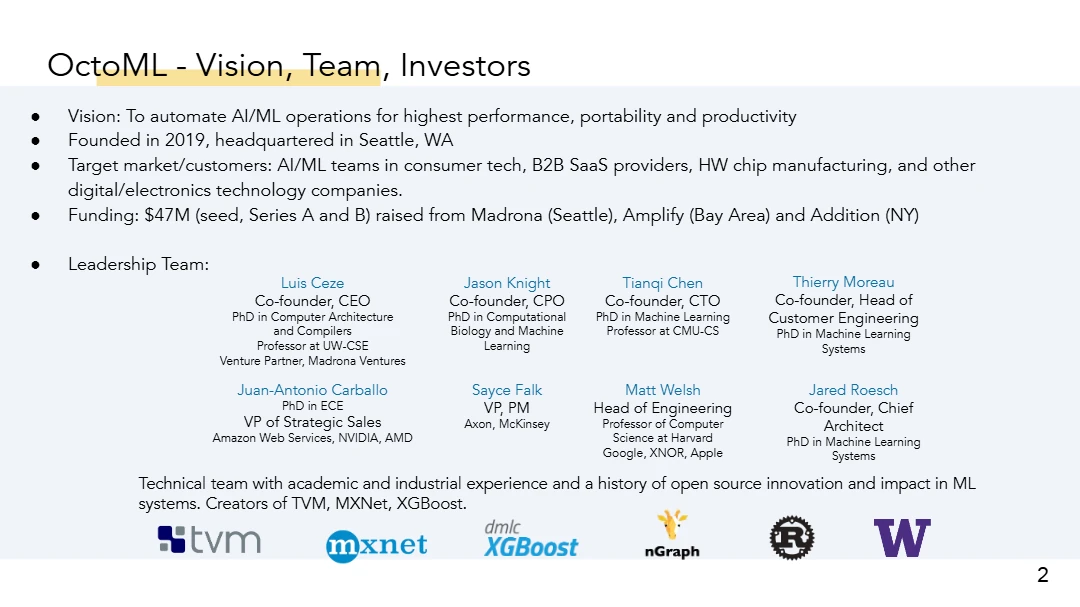 OctoML - Vision, Team, Investors
● Vision: To automate AI/ML operations for highest performance, portability and productivity
● Founded in 2019, headquartered in Seattle, WA
● Target market/customers: AI/ML teams in consumer tech, B2B SaaS providers, HW chip manufacturing, and other
digital/electronics technology companies.
● Funding: $47M (seed, Series A and B) raised from Madrona (Seattle), Amplify (Bay Area) and Addition (NY)
● Leadership Team:
Luis Ceze
Co-founder, CEO
PhD in Computer Architecture
and Compilers
Professor at UW-CSE
Venture Partner, Madrona Ventures
Jason Knight
Co-founder, CPO
PhD in Computational
Biology and Machine
Learning
Tianqi Chen
Co-founder, CTO
PhD in Machine Learning
Professor at CMU-CS
Thierry Moreau
Co-founder, Head of
Customer Engineering
PhD in Machine Learning
Systems
Juan-Antonio Carballo
PhD in ECE
VP of Strategic Sales
Amazon Web Services, NVIDIA, AMD
Sayce Falk
VP, PM
Axon, McKinsey
Matt Welsh
Head of Engineering
Professor of Computer
Science at Harvard
Google, XNOR, Apple
Jared Roesch
Co-founder, Chief
Architect
PhD in Machine Learning
Systems
Technical team with academic and industrial experience and a history of open source innovation and impact in ML
systems. Creators of TVM, MXNet, XGBoost.
tvm
mxnet
dmlc
XGBoost
nGraph
R
W
2